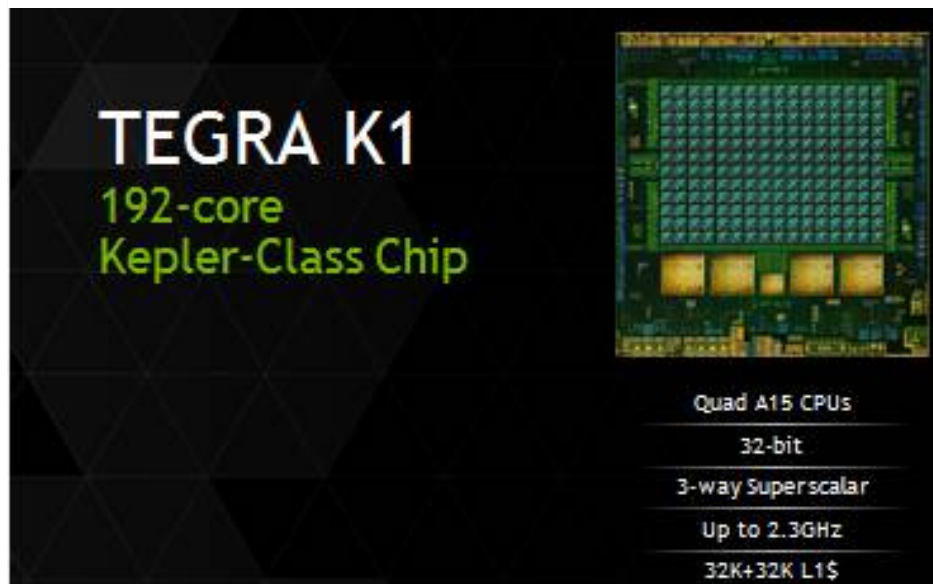 TEGRA K1
192-core
Kepler-Class Chip
Quad A15 CPUs
32-bit
3-way Superscalar
Up to 2.3GHz
32K+32K L1$